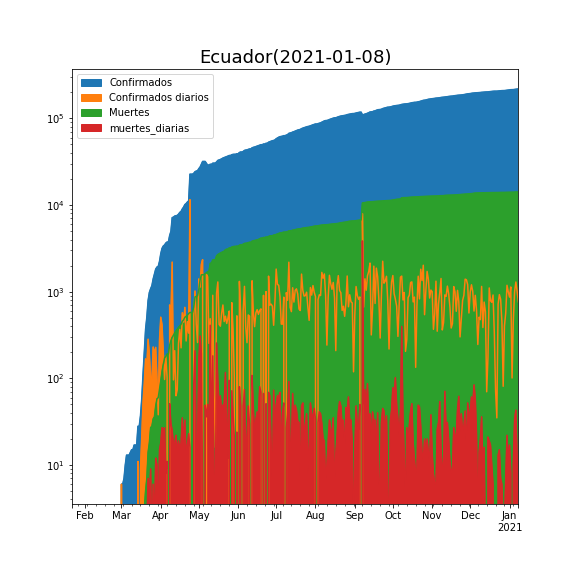 Ecuador(2021-01-08)
Confirmados
Confirmados diarios
Muertes
muertes_diarias
10⁵
10⁴
10³
10²
10¹
Feb Mar Apr May Jun Jul Aug Sep Oct Nov Dec Jan
2021